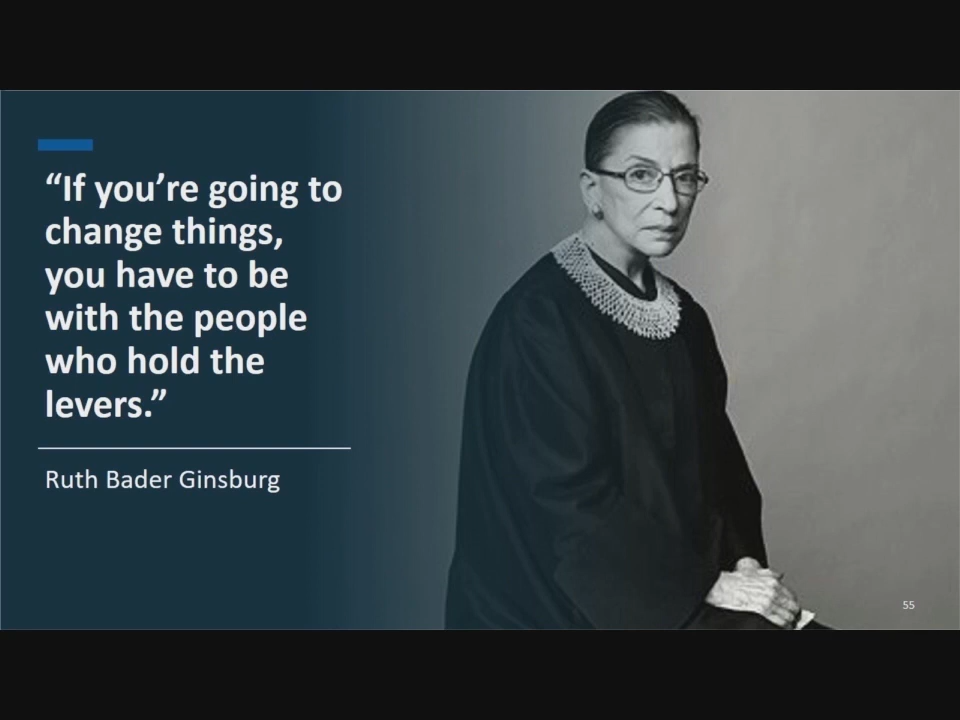 “If you’re going to
change things,
you have to be
with the people
who hold the
levers.”
Ruth Bader Ginsburg
55